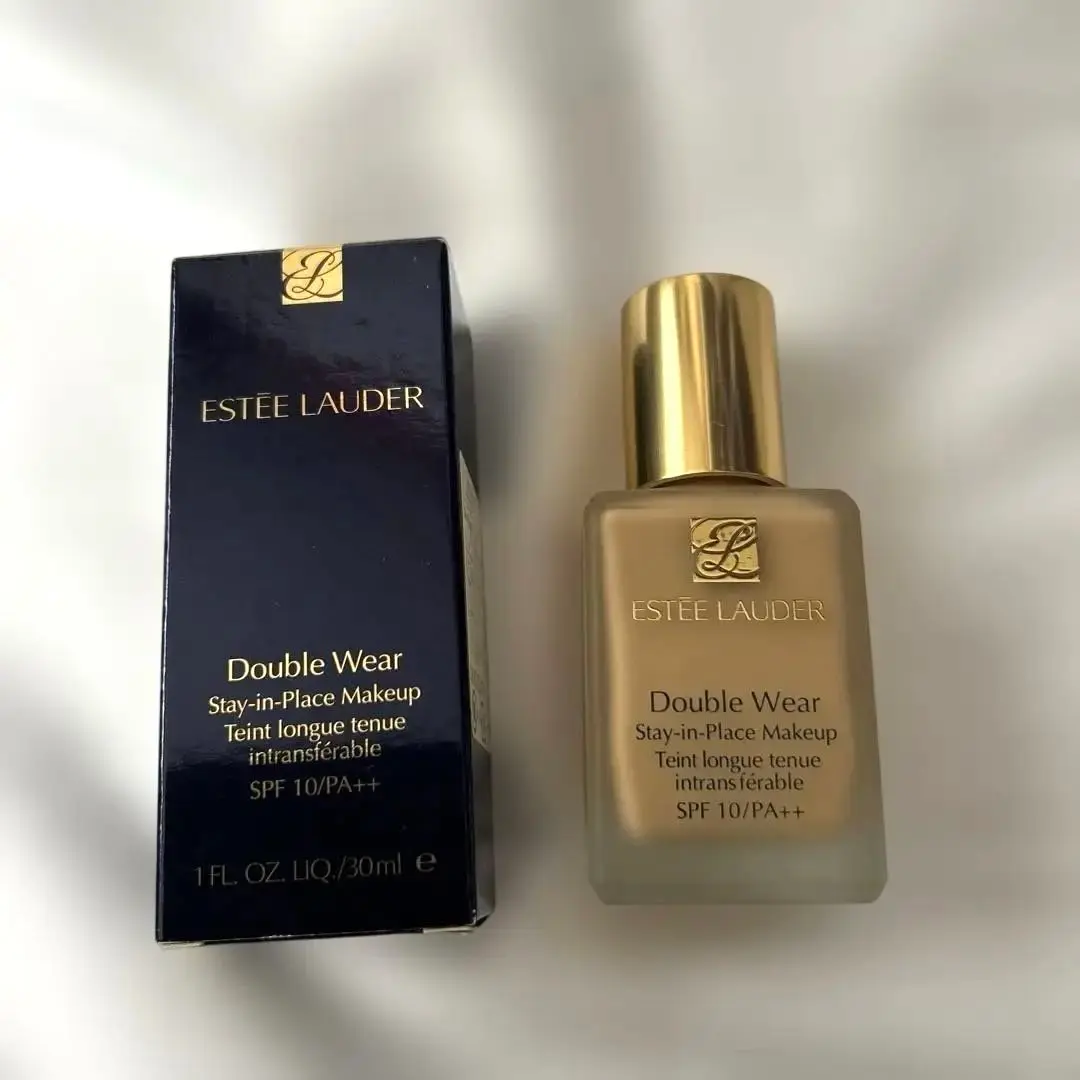 ESTĒE LAUDER
Double Wear
Stay-in-Place Makeup
Teint longue tenue
intransférable
SPF 10/PA++
1 FL. OZ. LIQ./30ml e
ESTĒE LAUDER
Double Wear
Stay-in-Place Makeup
Teint longue tenue
intransférable
SPF 10/PA++